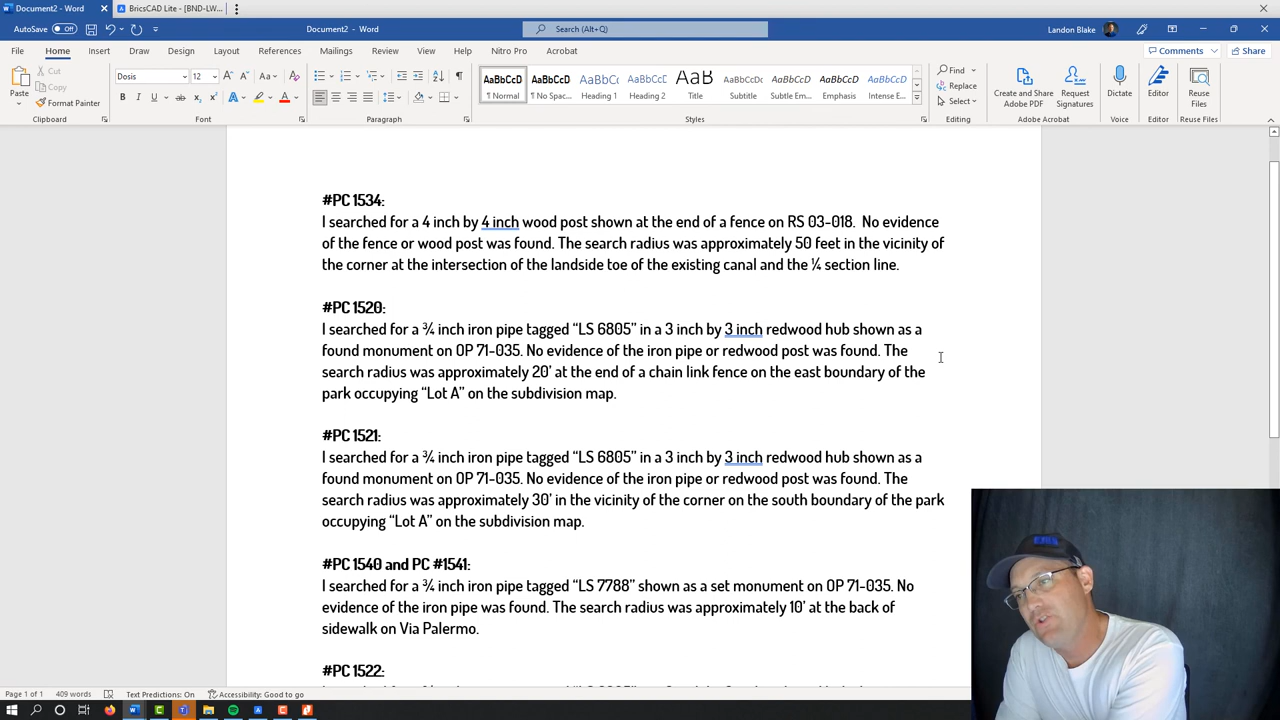 Document2 - Word
BricsCAD Lite - [BND-LW...
AutoSave Off
Document2 - Word
Search (Alt+Q)
Landon Blake
File Home Insert Draw Design Layout References Mailings Review View Help Nitro Pro Acrobat
Comments Share
Paste
Cut
Copy
Format Painter
Clipboard
Dosis 12
Font
Paragraph
AaBbCcD AaBbCcD AaBbC AaBbCcC AaB AaBbCcD AaBbCcD AaBbCcD AaBbCcD
¶ Normal ¶ No Spac... Heading 1 Heading 2 Title Subtitle Subtle Em... Emphasis Intense E...
Styles
Find
Replace
Select
Editing
Create and Share
Adobe PDF
Request
Signatures
Adobe Acrobat
Dictate
Voice
Editor
Editor
Reuse
Files
Reuse Files
#PC 1534:
I searched for a 4 inch by 4 inch wood post shown at the end of a fence on RS 03-018. No evidence
of the fence or wood post was found. The search radius was approximately 50 feet in the vicinity of
the corner at the intersection of the landside toe of the existing canal and the ¼ section line.
#PC 1520:
I searched for a ¾ inch iron pipe tagged “LS 6805” in a 3 inch by 3 inch redwood hub shown as a
found monument on OP 71-035. No evidence of the iron pipe or redwood post was found. The
search radius was approximately 20’ at the end of a chain link fence on the east boundary of the
park occupying “Lot A” on the subdivision map.
#PC 1521:
I searched for a ¾ inch iron pipe tagged “LS 6805” in a 3 inch by 3 inch redwood hub shown as a
found monument on OP 71-035. No evidence of the iron pipe or redwood post was found. The
search radius was approximately 30’ in the vicinity of the corner on the south boundary of the park
occupying “Lot A” on the subdivision map.
#PC 1540 and PC #1541:
I searched for a ¾ inch iron pipe tagged “LS 7788” shown as a set monument on OP 71-035. No
evidence of the iron pipe was found. The search radius was approximately 10’ at the back of
sidewalk on Via Palermo.
#PC 1522:
Page 1 of 1 409 words Text Predictions: On Accessibility: Good to go